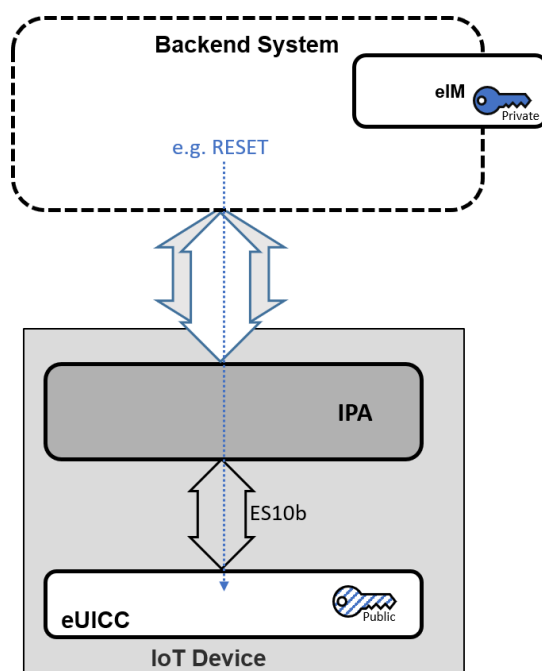 Backend System
eIM
Private
e.g. RESET
IPA
ES10b
eUICC
Public
IoT Device